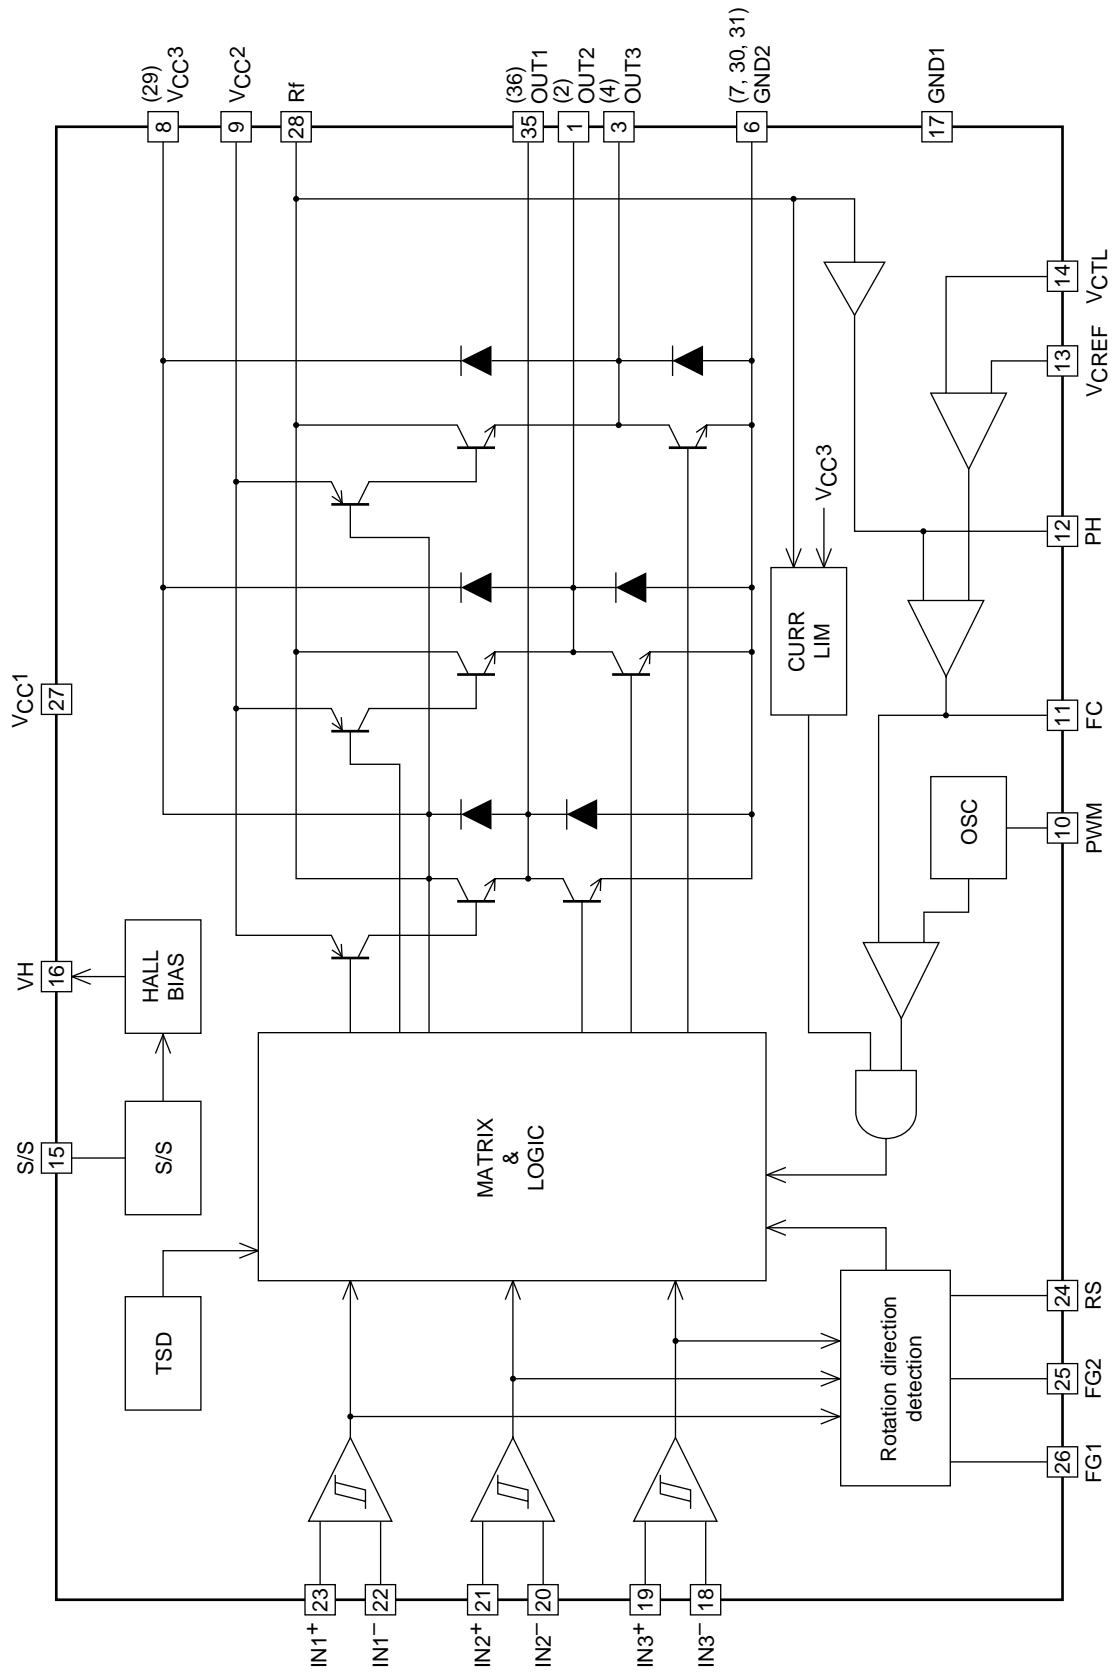 VCC1
27
VH
16
S/S
15
HALL
BIAS
S/S
TSD
(29)
VCC3
8
VCC2
9
Rf
28
(36)
OUT1
35
(2)
OUT2
1
(4)
OUT3
3
(7, 30, 31)
GND2
6
GND1
17
MATRIX
&
LOGIC
CURR
LIM
VCC3
OSC
Rotation direction
detection
IN1+
23
IN1−
22
IN2+
21
IN2−
20
IN3+
19
IN3−
18
26
FG1
25
FG2
24
RS
10
PWM
11
FC
12
PH
13
VCREF
14
VCTL